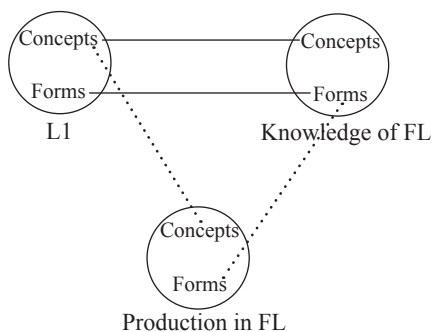 Concepts
Forms
L1
Concepts
Forms
Knowledge of FL
Concepts
Forms
Production in FL